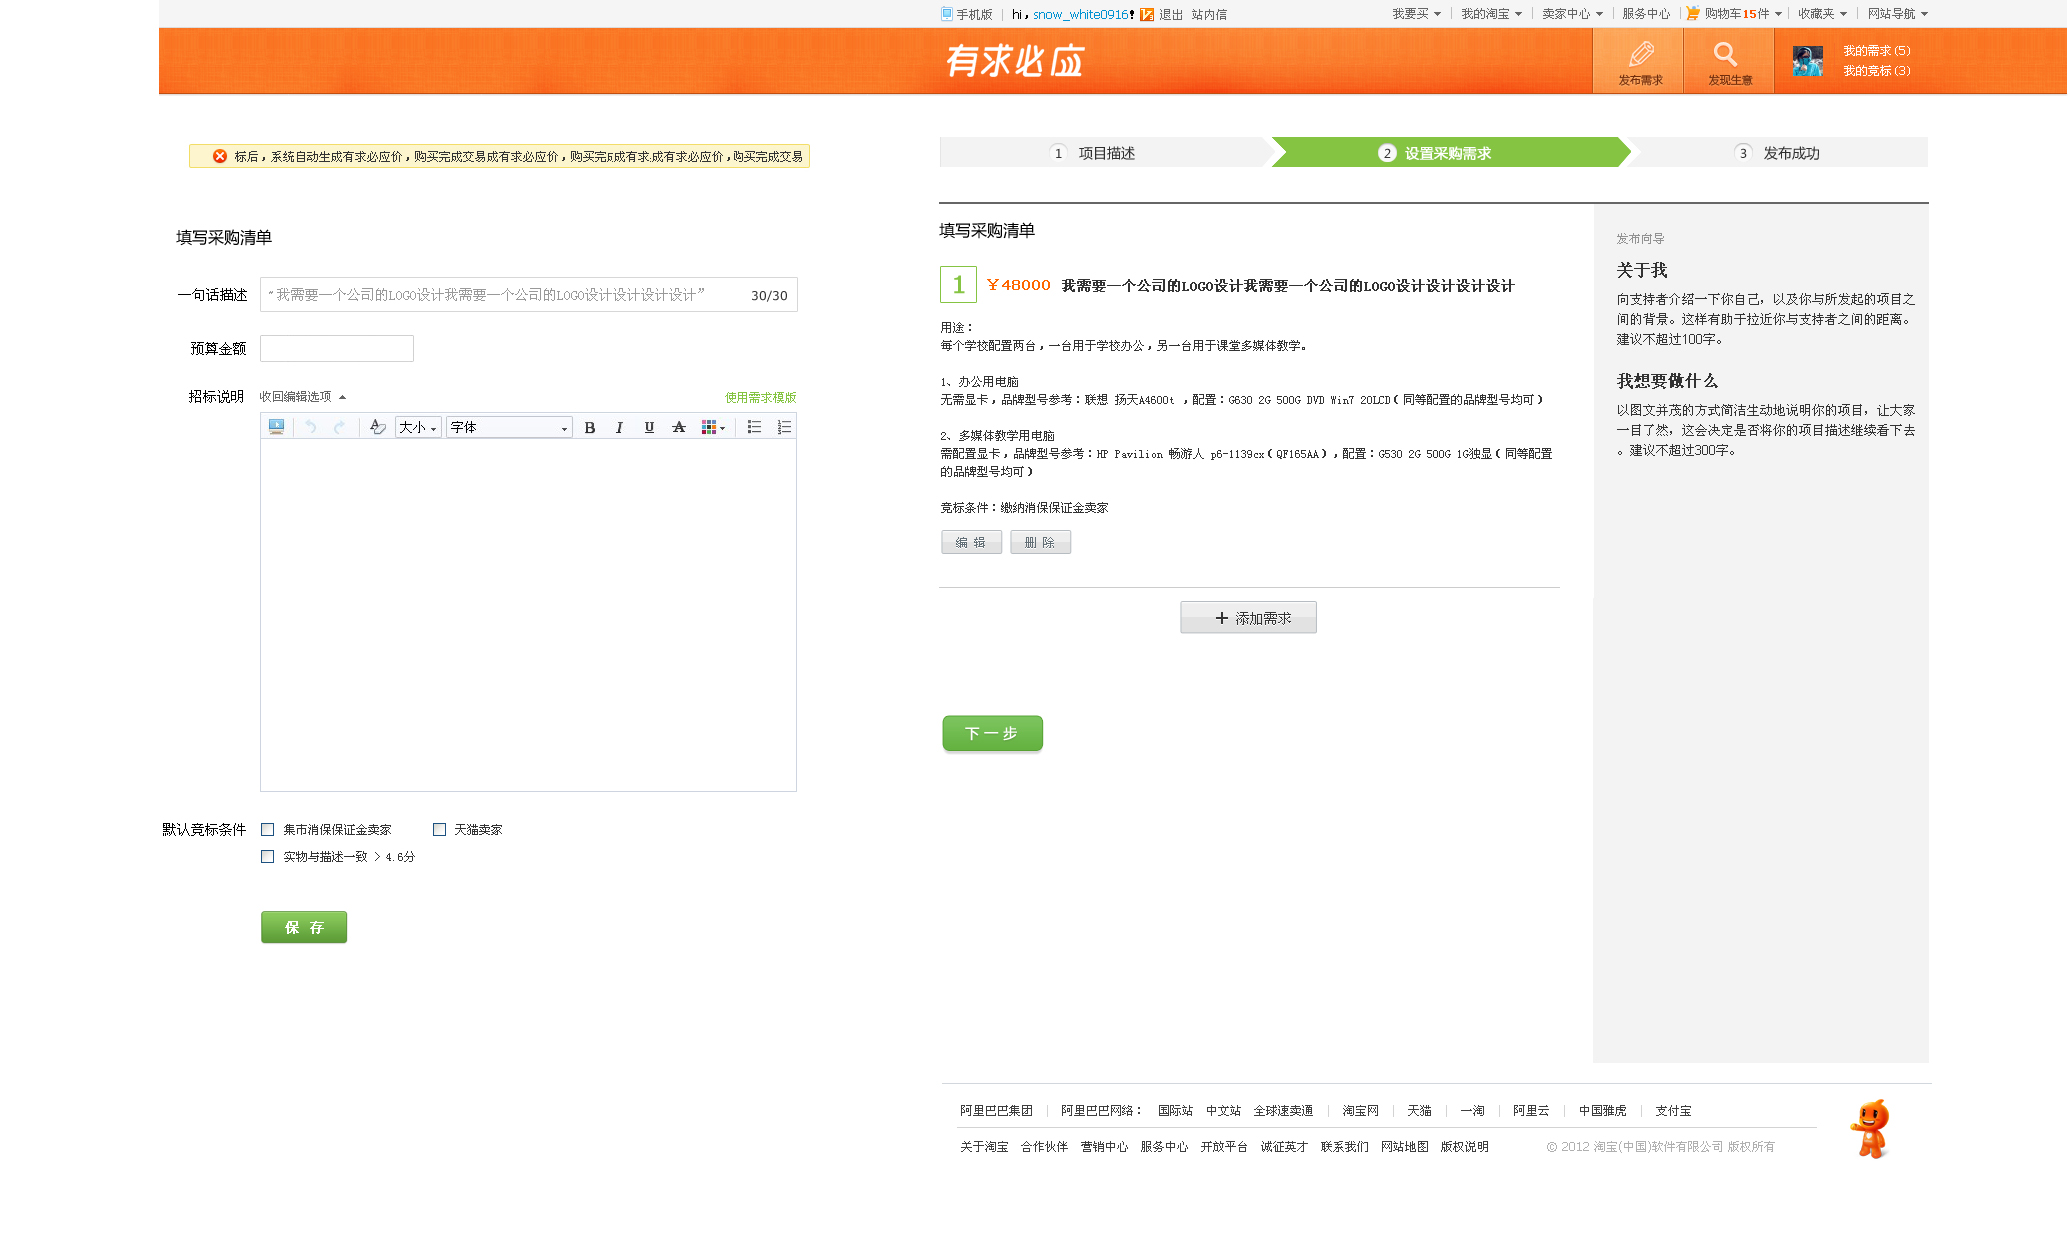 手机版 hi，snow_white0916！ 退出 站内信 我要买 我的淘宝 卖家中心 服务中心 购物车15件 收藏夹 网站导航
有求必应
发布需求 发现生意
我的需求(5)
我的竞标(3)
标后，系统自动生成有求必应价，购买完成交易成有求必应价，购买完成有求.成有求必应价，购买完成交易
1 项目描述 2 设置采购需求 3 发布成功
填写采购清单
一句话描述 “我需要一个公司的LOGO设计我需要一个公司的LOGO设计设计设计设计” 30/30
预算金额
招标说明 收回编辑选项 使用需求模版
大小 字体 B I U A
默认竞标条件 集市消保保证金卖家 天猫卖家
实物与描述一致 > 4.6分
保 存
填写采购清单
1 ￥48000 我需要一个公司的LOGO设计我需要一个公司的LOGO设计设计设计设计
用途：
每个学校配置两台，一台用于学校办公，另一台用于课堂多媒体教学。
1、办公用电脑
无需显卡，品牌型号参考：联想 扬天A4600t ，配置：G630 2G 500G DVD Win7 20LCD（同等配置的品牌型号均可）
2、多媒体教学用电脑
需配置显卡，品牌型号参考：HP Pavilion 畅游人 p6-1139cx（QF165AA），配置：G530 2G 500G 1G独显（同等配置
的品牌型号均可）
竞标条件：缴纳消保保证金卖家
编 辑 删 除
+ 添加需求
下一步
发布向导
关于我
向支持者介绍一下你自己，以及你与所发起的项目之
间的背景。这样有助于拉近你与支持者之间的距离。
建议不超过100字。
我想要做什么
以图文并茂的方式简洁生动地说明你的项目，让大家
一目了然，这会决定是否将你的项目描述继续看下去
。建议不超过300字。
阿里巴巴集团 阿里巴巴网络： 国际站 中文站 全球速卖通 淘宝网 天猫 一淘 阿里云 中国雅虎 支付宝
关于淘宝 合作伙伴 营销中心 服务中心 开放平台 诚征英才 联系我们 网站地图 版权说明 © 2012 淘宝(中国)软件有限公司 版权所有